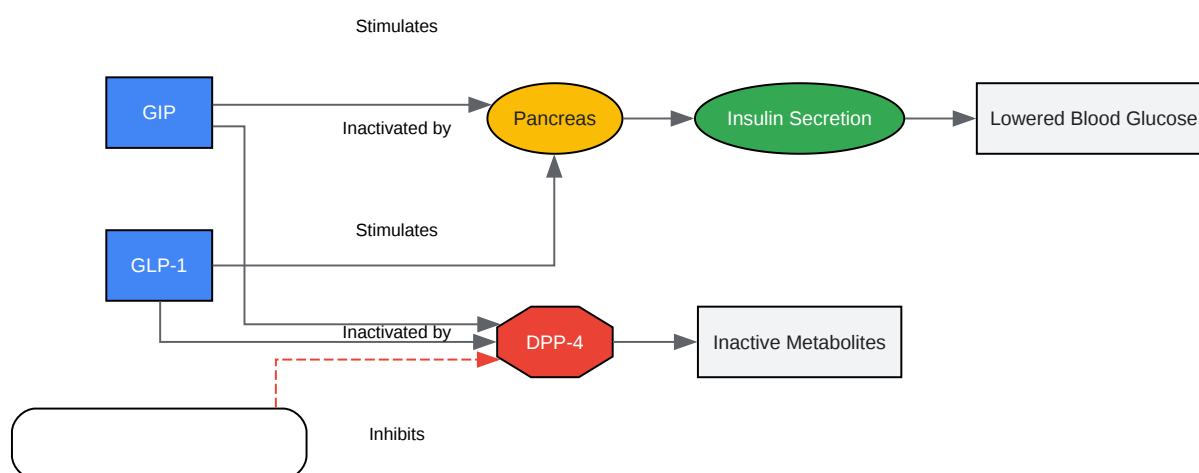 Stimulates
GIP
Inactivated by
Pancreas
Insulin Secretion
Lowered Blood Glucose
Stimulates
GLP-1
Inactivated by
DPP-4
Inactive Metabolites
Inhibits